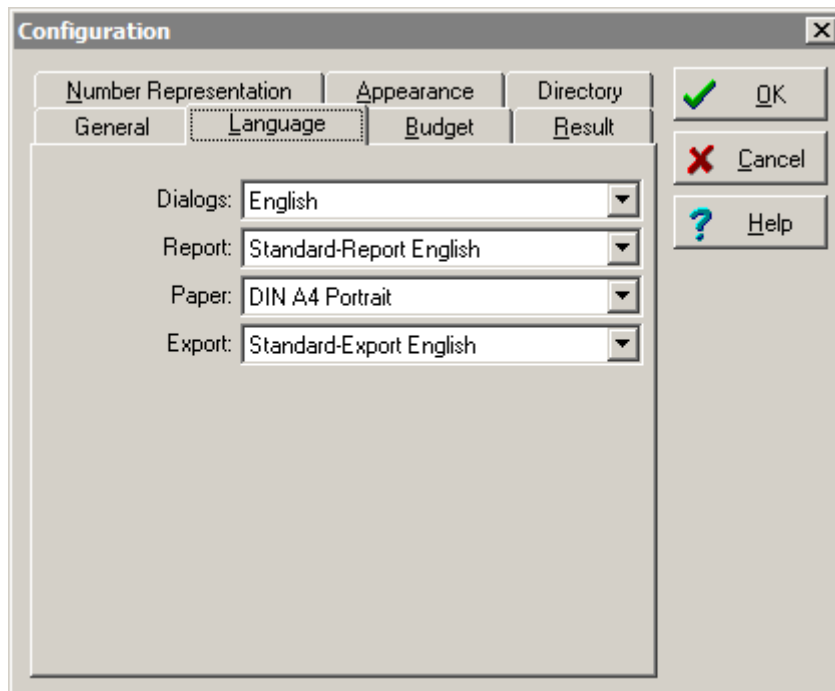 Configuration
Number Representation Appearance Directory
General Language Budget Result
Dialogs: English
Report: Standard-Report English
Paper: DIN A4 Portrait
Export: Standard-Export English
OK
Cancel
Help